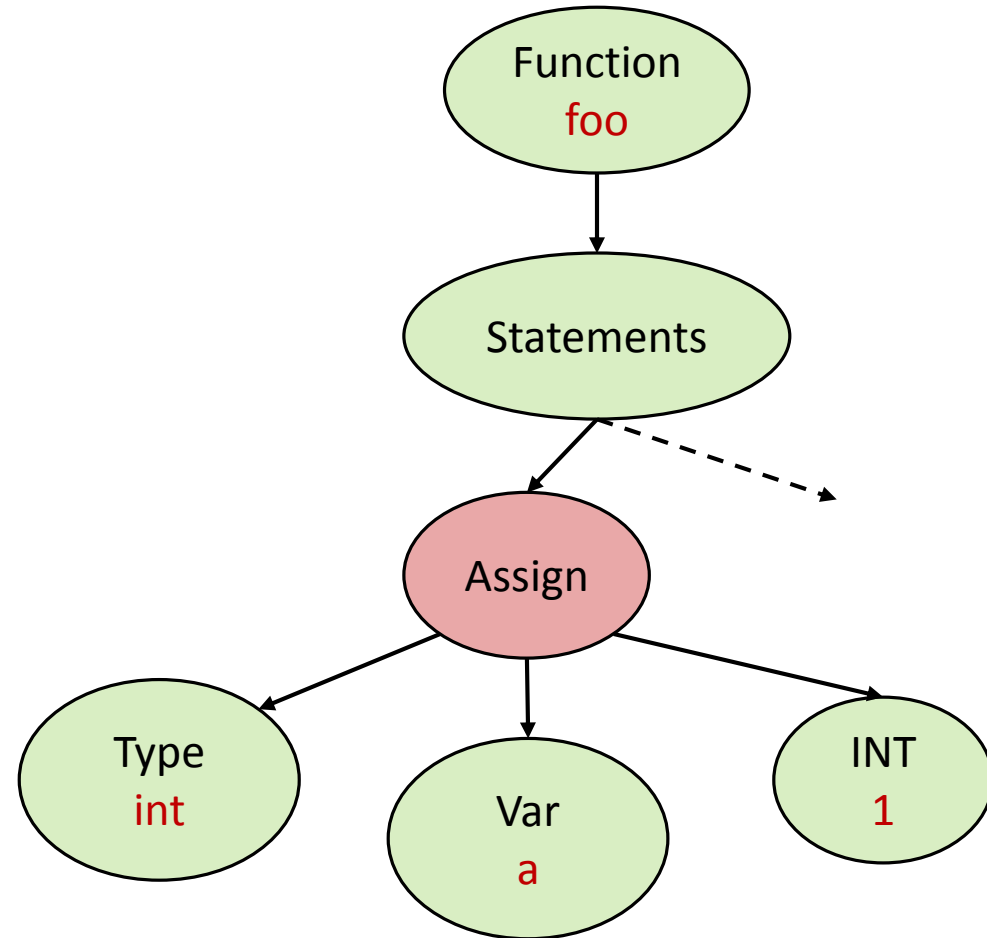 Function
foo
Statements
Assign
Type
int
Var
a
INT
1